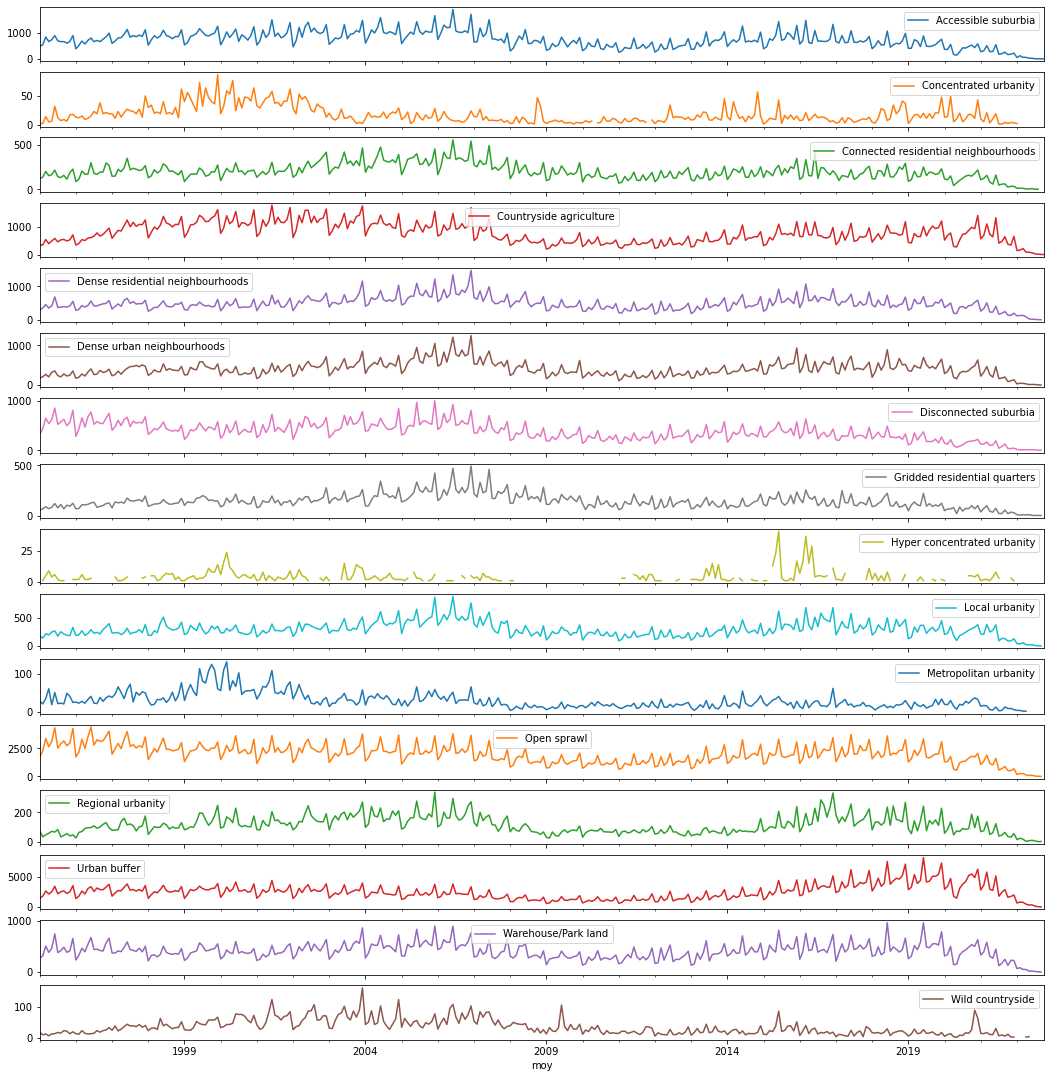 Accessible suburbia
1000
0
Concentrated urbanity
50
0
Connected residential neighbourhoods
500
0
Countryside agriculture
1000
0
Dense residential neighbourhoods
1000
0
Dense urban neighbourhoods
1000
0
Disconnected suburbia
1000
0
Gridded residential quarters
500
0
Hyper concentrated urbanity
25
0
Local urbanity
500
0
Metropolitan urbanity
100
0
Open sprawl
2500
0
Regional urbanity
200
0
Urban buffer
5000
0
Warehouse/Park land
1000
0
Wild countryside
100
0
1999 2004 2009 2014 2019
moy